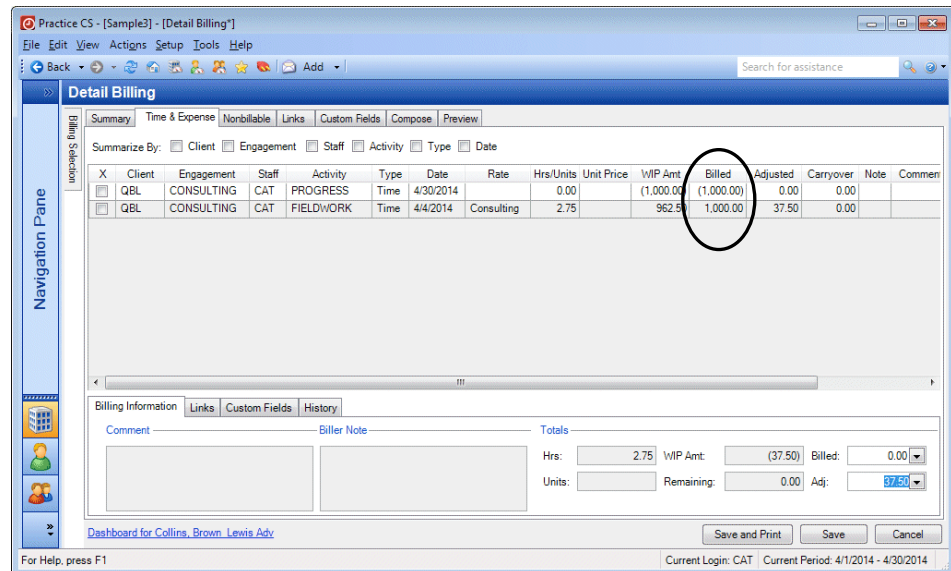 Practice CS - [Sample3] - [Detail Billing*]
File Edit View Actions Setup Tools Help
Back Add Search for assistance
Detail Billing
Navigation Pane
Billing Selection
Summary Time & Expense Nonbillable Links Custom Fields Compose Preview
Summarize By: Client Engagement Staff Activity Type Date
X Client Engagement Staff Activity Type Date Rate Hrs/Units Unit Price WIP Amt Billed Adjusted Carryover Note Commen
QBL CONSULTING CAT PROGRESS Time 4/30/2014 0.00 (1,000.00) (1,000.00) 0.00 0.00
QBL CONSULTING CAT FIELDWORK Time 4/4/2014 Consulting 2.75 962.50 1,000.00 37.50 0.00
Billing Information Links Custom Fields History
Comment Biller Note Totals
Hrs: 2.75 WIP Amt: (37.50) Billed: 0.00
Units: Remaining: 0.00 Adj: 37.50
Dashboard for Collins, Brown Lewis Adv
Save and Print Save Cancel
For Help, press F1 Current Login: CAT Current Period: 4/1/2014 - 4/30/2014